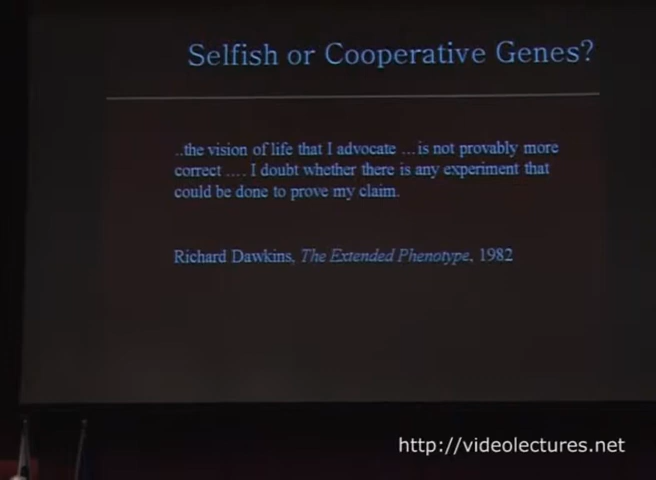 Selfish or Cooperative Genes?
..the vision of life that I advocate ...is not provably more
correct .... I doubt whether there is any experiment that
could be done to prove my claim.
Richard Dawkins, The Extended Phenotype, 1982
http://videolectures.net